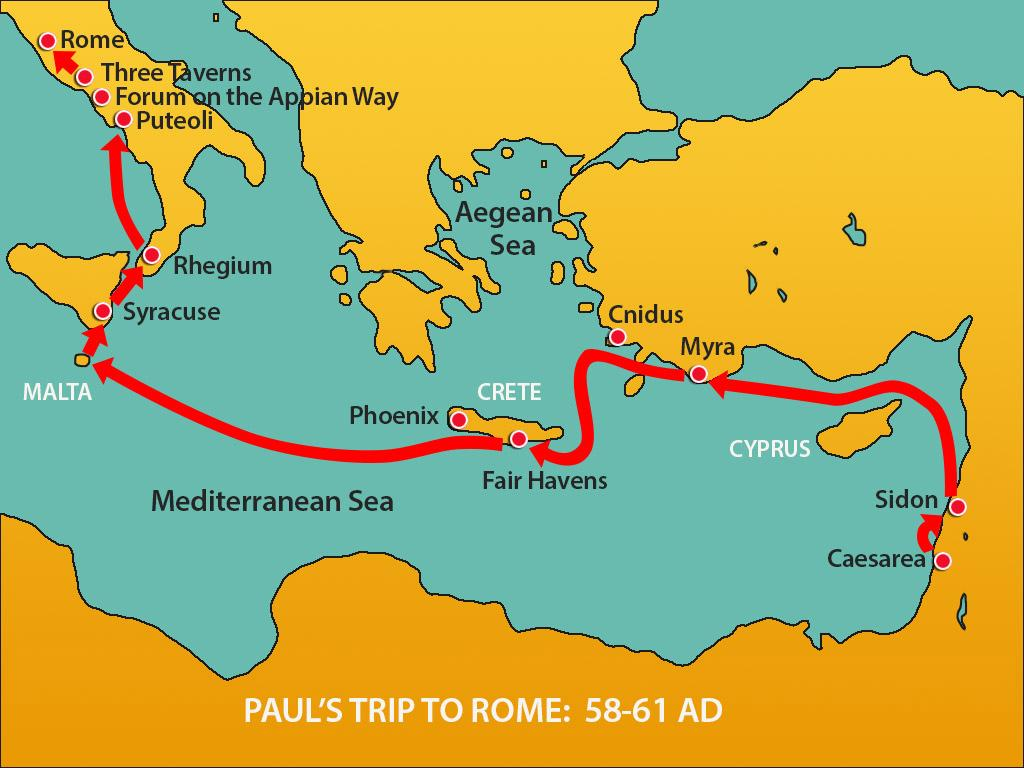 Rome
Three Taverns
Forum on the Appian Way
Puteoli
Aegean
Sea
Rhegium
Syracuse
Cnidus
Myra
MALTA
CRETE
Phoenix
CYPRUS
Fair Havens
Mediterranean Sea
Sidon
Caesarea
PAUL'S TRIP TO ROME:  58-61 AD